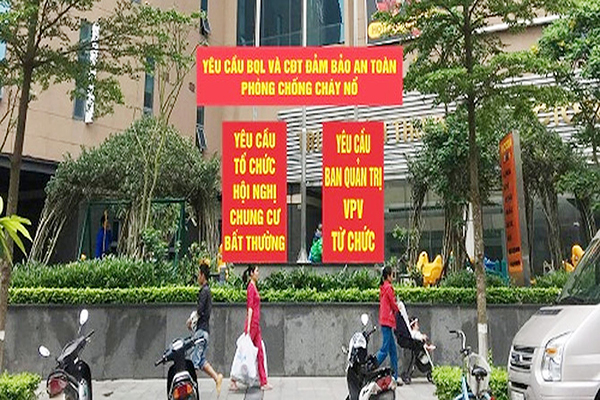 YÊU CẦU BQL VÀ CĐT ĐẢM BẢO AN TOÀN
PHÒNG CHỐNG CHÁY NỔ
YÊU CẦU
TỔ CHỨC
HỘI NGHỊ
CHUNG CƯ
BẤT THƯỜNG
YÊU CẦU
BAN QUẢN TRỊ
VPV
TỪ CHỨC